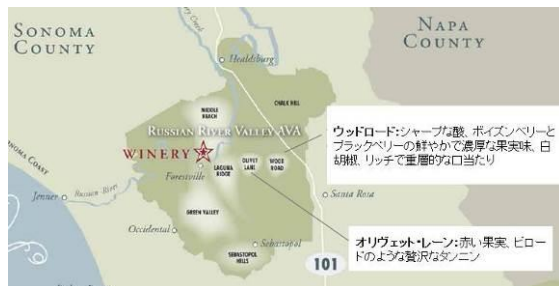 SONOMA
COUNTY
NAPA
COUNTY
Healdsburg
MIDDLE
REACH
CHALK HILL
RUSSIAN RIVER VALLEY AVA
WINERY
LAGUNA
RIDGE
OLIVET
LANE
WOOD
ROAD
Forestville
SONOMA COAST
Jenner
Russian River
GREEN VALLEY
Santa Rosa
Occidental
Sebastopol
SEBASTOPOL
HILLS
101
ウッドロード:シャープな酸、ボイズンベリーと
ブラックベリーの鮮やかで濃厚な果実味、白
胡椒、リッチで重層的な口当たり
オリヴェット・レーン:赤い果実、ビロード
のような贅沢なタンニン